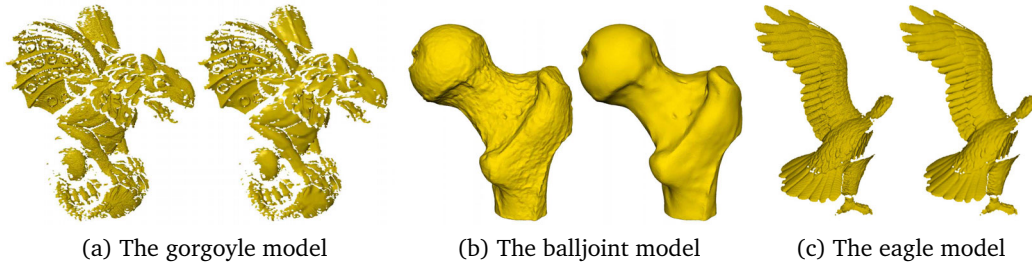 (a) The gorgoyle model
(b) The balljoint model
(c) The eagle model